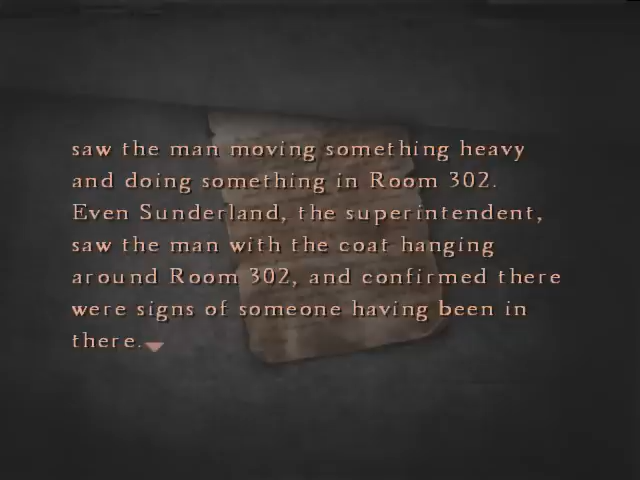 saw the man moving something heavy
and doing something in Room 302.
Even Sunderland, the superintendent,
saw the man with the coat hanging
around Room 302, and confirmed there
were signs of someone having been in
there.